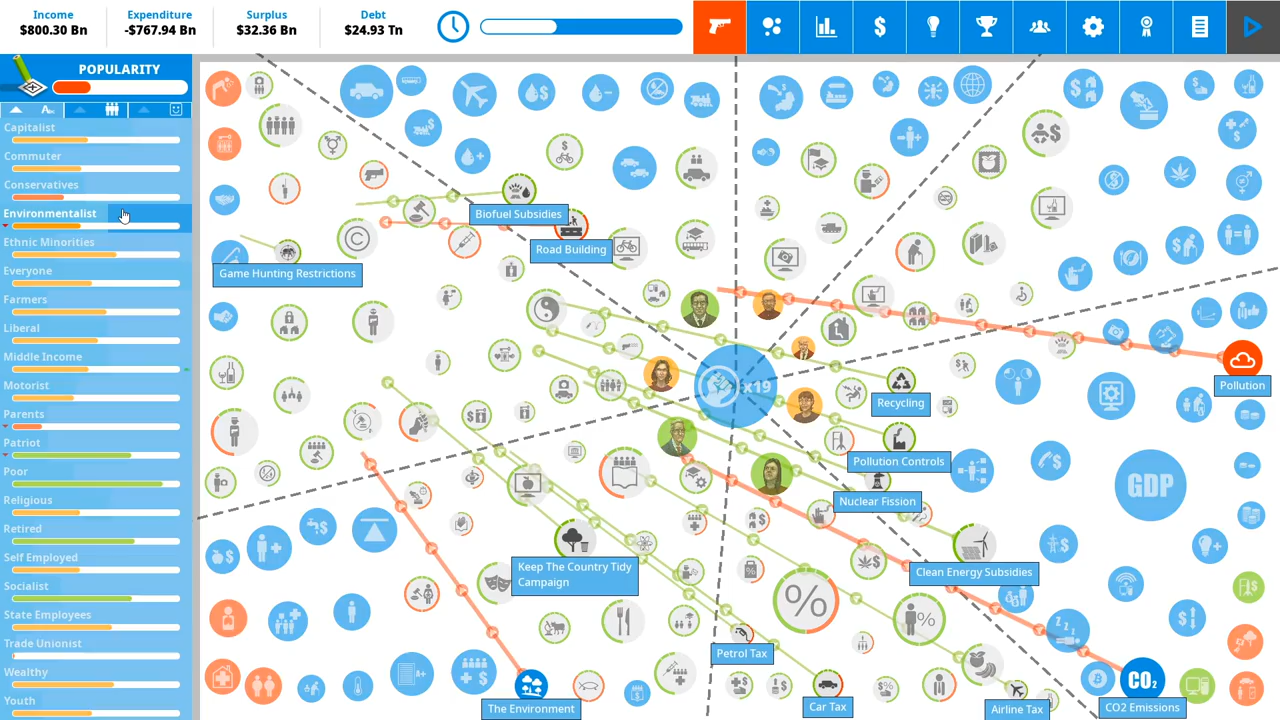 Income
$800.30 Bn
Expenditure
-$767.94 Bn
Surplus
$32.36 Bn
Debt
$24.93 Tn
POPULARITY
Capitalist
Commuter
Conservatives
Environmentalist
Ethnic Minorities
Everyone
Farmers
Liberal
Middle Income
Motorist
Parents
Patriot
Poor
Religious
Retired
Self Employed
Socialist
State Employees
Trade Unionist
Wealthy
Youth
Biofuel Subsidies
Road Building
Game Hunting Restrictions
x19
Pollution
Recycling
Pollution Controls
Nuclear Fission
GDP
Keep The Country Tidy
Campaign
Clean Energy Subsidies
Petrol Tax
The Environment
Car Tax
Airline Tax
CO2
CO2 Emissions